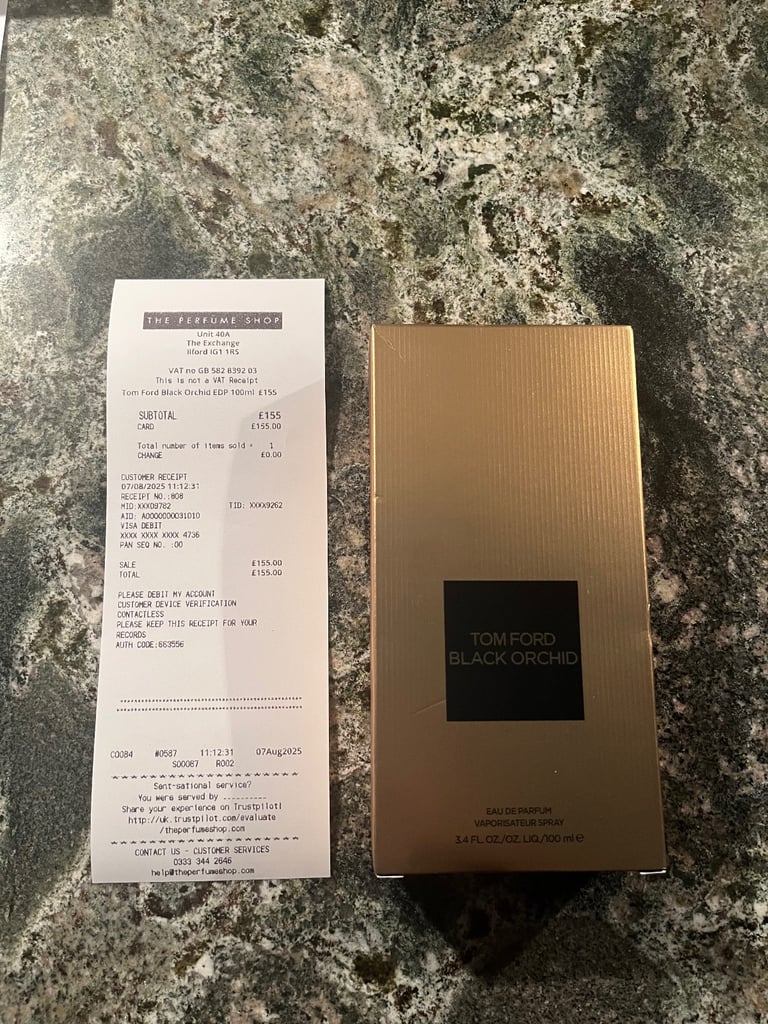 THE PERFUME SHOP
Unit 40A
The Exchange
Ilford IG1 1RS
VAT no GB 582 8392 03
This is not a VAT Receipt
Tom Ford Black Orchid EDP 100ml £155
SUBTOTAL £155
CARD £155.00
Total number of items sold = 1
CHANGE £0.00
CUSTOMER RECEIPT
07/08/2025 11:12:31
RECEIPT NO.:808
MID:XXX09782 TID: XXXX9262
AID: A0000000031010
VISA DEBIT
XXXX XXXX XXXX 4736
PAN SEQ NO. :00
SALE £155.00
TOTAL £155.00
PLEASE DEBIT MY ACCOUNT
CUSTOMER DEVICE VERIFICATION
CONTACTLESS
PLEASE KEEP THIS RECEIPT FOR YOUR
RECORDS
AUTH CODE:663556
C0084 #0587 11:12:31 07Aug2025
S00087 R002
Sent-sational service?
You were served by __________
Share your experience on Trustpilot!
http://uk.trustpilot.com/evaluate
/theperfumeshop.com
CONTACT US - CUSTOMER SERVICES
0333 344 2646
help@theperfumeshop.com
TOM FORD
BLACK ORCHID
EAU DE PARFUM
VAPORISATEUR SPRAY
3.4 FL. OZ./OZ. LIQ./100 ml ℮